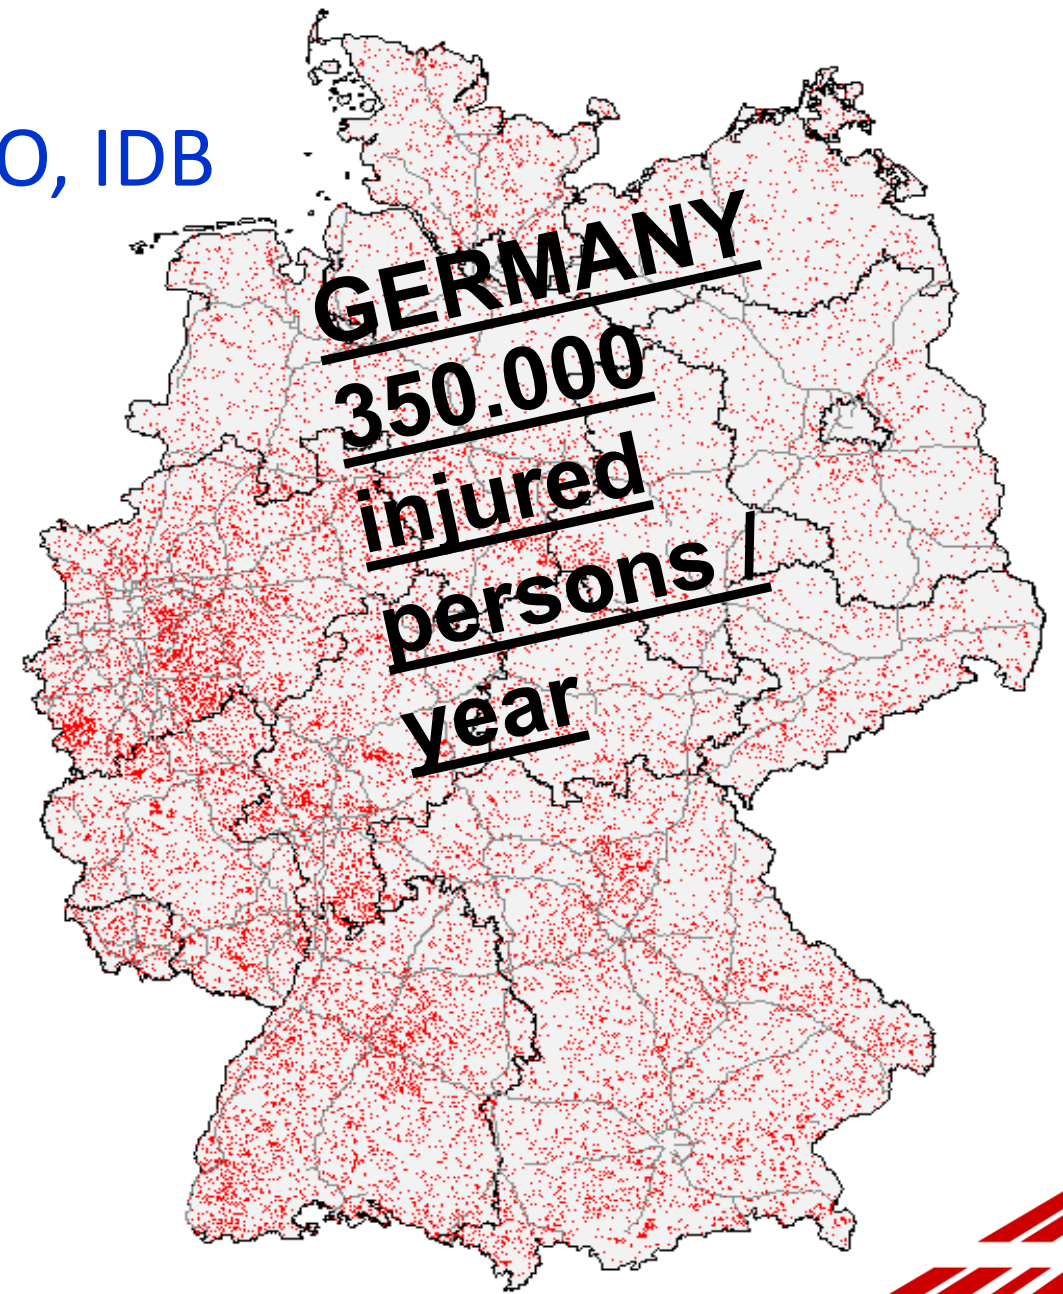 O, IDB
GERMANY
350.000
injured
persons /
year